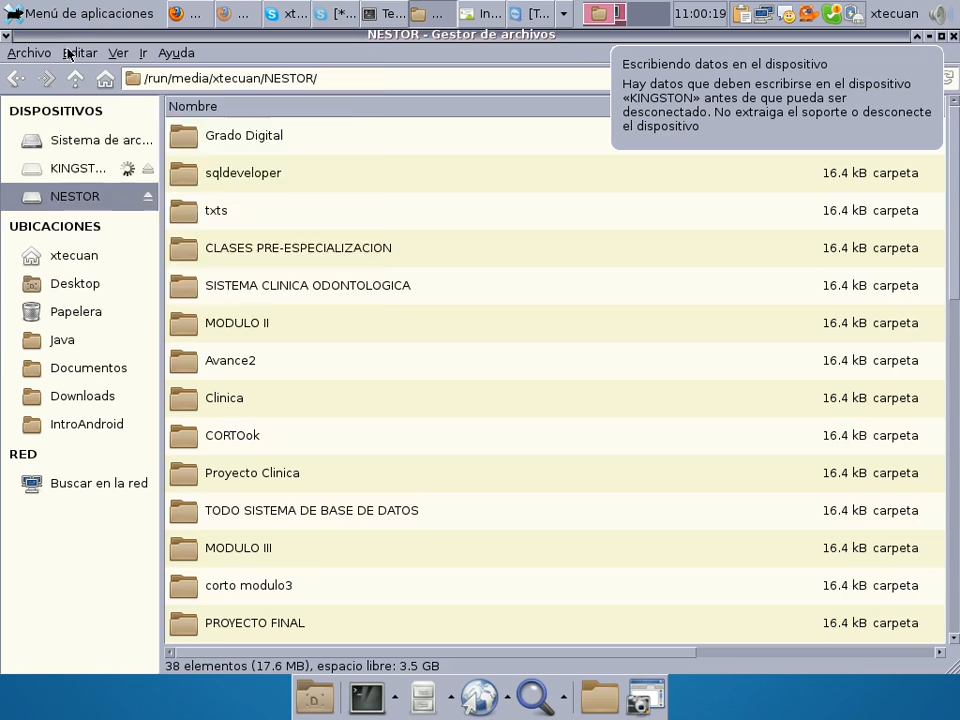 Menú de aplicaciones
...
...
xt...
[*...
Te...
...
In...
[T...
11:00:19
xtecuan
NESTOR - Gestor de archivos
Archivo Editar Ver Ir Ayuda
/run/media/xtecuan/NESTOR/
Escribiendo datos en el dispositivo
Hay datos que deben escribirse en el dispositivo
«KINGSTON» antes de que pueda ser
desconectado. No extraiga el soporte o desconecte
el dispositivo
DISPOSITIVOS
Sistema de arc...
KINGST...
NESTOR
UBICACIONES
xtecuan
Desktop
Papelera
Java
Documentos
Downloads
IntroAndroid
RED
Buscar en la red
Nombre
Grado Digital
sqldeveloper 16.4 kB carpeta
txts 16.4 kB carpeta
CLASES PRE-ESPECIALIZACION 16.4 kB carpeta
SISTEMA CLINICA ODONTOLOGICA 16.4 kB carpeta
MODULO II 16.4 kB carpeta
Avance2 16.4 kB carpeta
Clinica 16.4 kB carpeta
CORTOok 16.4 kB carpeta
Proyecto Clinica 16.4 kB carpeta
TODO SISTEMA DE BASE DE DATOS 16.4 kB carpeta
MODULO III 16.4 kB carpeta
corto modulo3 16.4 kB carpeta
PROYECTO FINAL 16.4 kB carpeta
38 elementos (17.6 MB), espacio libre: 3.5 GB